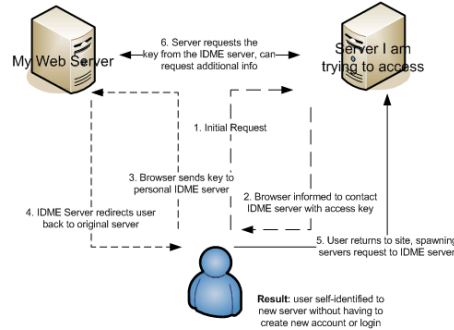 6. Server requests the
key from the IDME server, can
request additional info
My Web Server
Server I am
trying to access
1. Initial Request
3. Browser sends key to
personal IDME server
2. Browser informed to contact
IDME server with access key
4. IDME Server redirects user
back to original server
5. User returns to site, spawning
servers request to IDME server
Result: user self-identified to
new server without having to
create new account or login